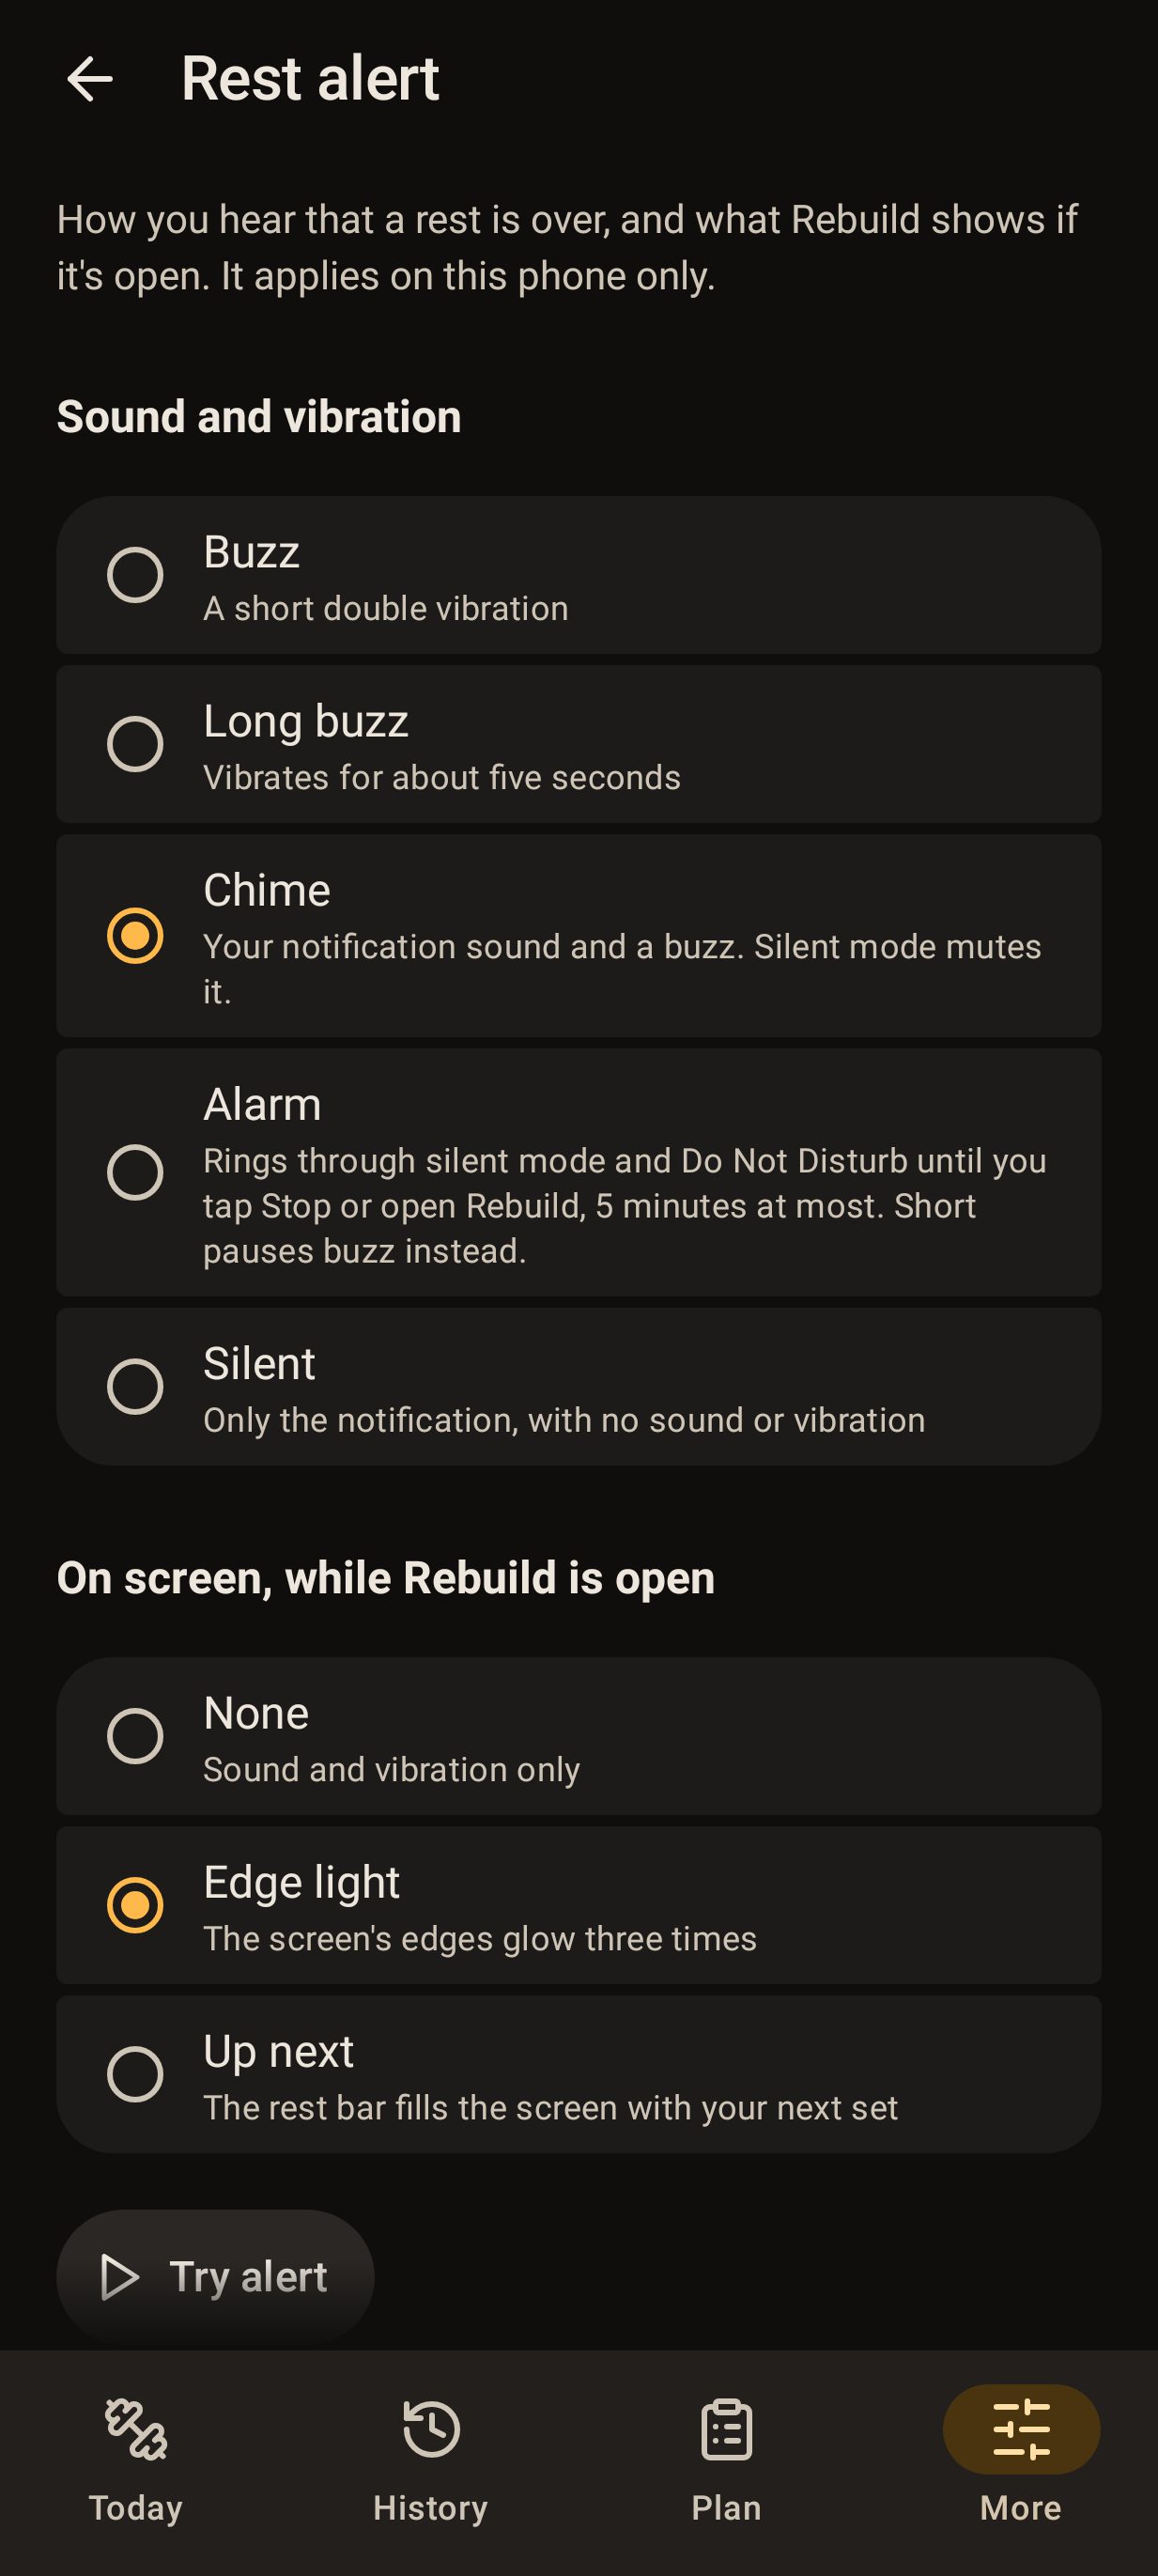 Rest alert
How you hear that a rest is over, and what Rebuild shows if
it's open. It applies on this phone only.
Sound and vibration
Buzz
A short double vibration
Long buzz
Vibrates for about five seconds
Chime
Your notification sound and a buzz. Silent mode mutes
it.
Alarm
Rings through silent mode and Do Not Disturb until you
tap Stop or open Rebuild, 5 minutes at most. Short
pauses buzz instead.
Silent
Only the notification, with no sound or vibration
On screen, while Rebuild is open
None
Sound and vibration only
Edge light
The screen's edges glow three times
Up next
The rest bar fills the screen with your next set
Try alert
Today History Plan More